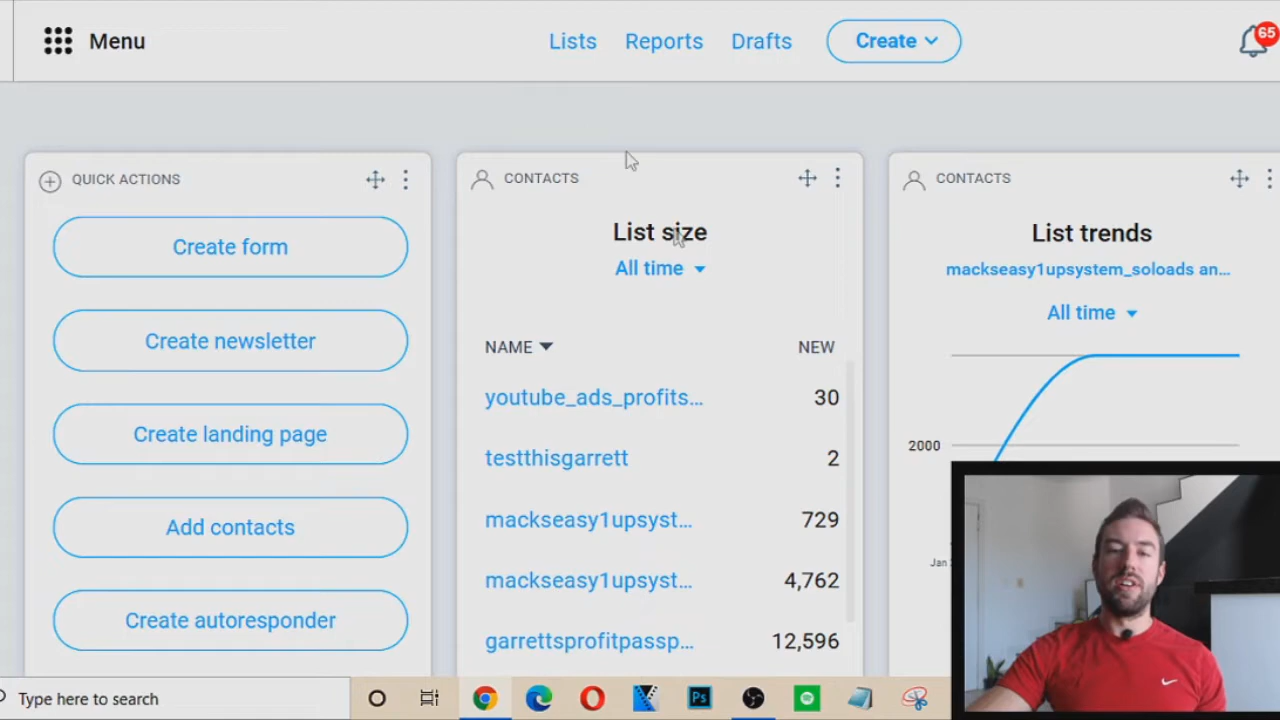 Menu
Lists
Reports
Drafts
Create
65
QUICK ACTIONS
Create form
Create newsletter
Create landing page
Add contacts
Create autoresponder
CONTACTS
List size
All time
NAME
NEW
youtube_ads_profits...
30
testthisgarrett
2
mackseasy1upsyst...
729
mackseasy1upsyst...
4,762
garrettsprofitpassp...
12,596
CONTACTS
List trends
mackseasy1upsystem_soloads an...
All time
2000
Jan
Type here to search
Ps